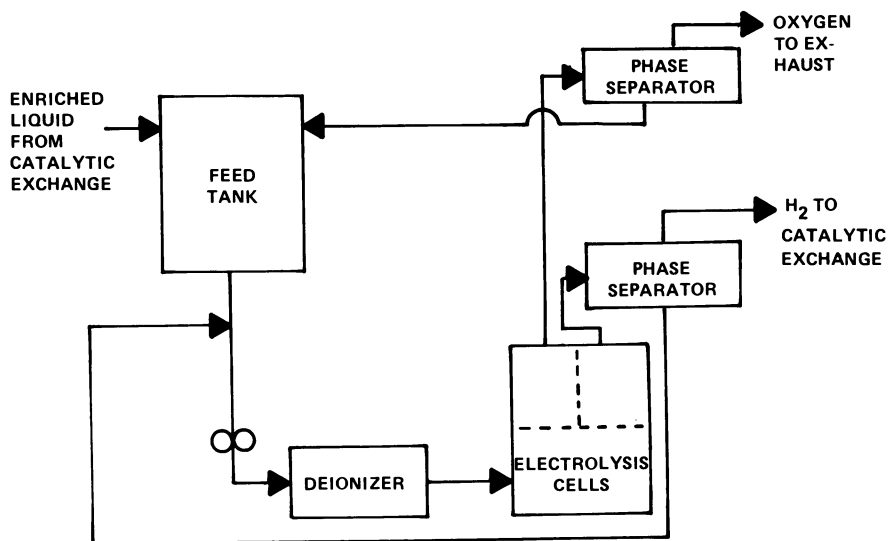 ENRICHED
LIQUID
FROM
CATALYTIC
EXCHANGE
FEED
TANK
PHASE
SEPARATOR
OXYGEN
TO EX-
HAUST
PHASE
SEPARATOR
H2 TO
CATALYTIC
EXCHANGE
DEIONIZER
ELECTROLYSIS
CELLS